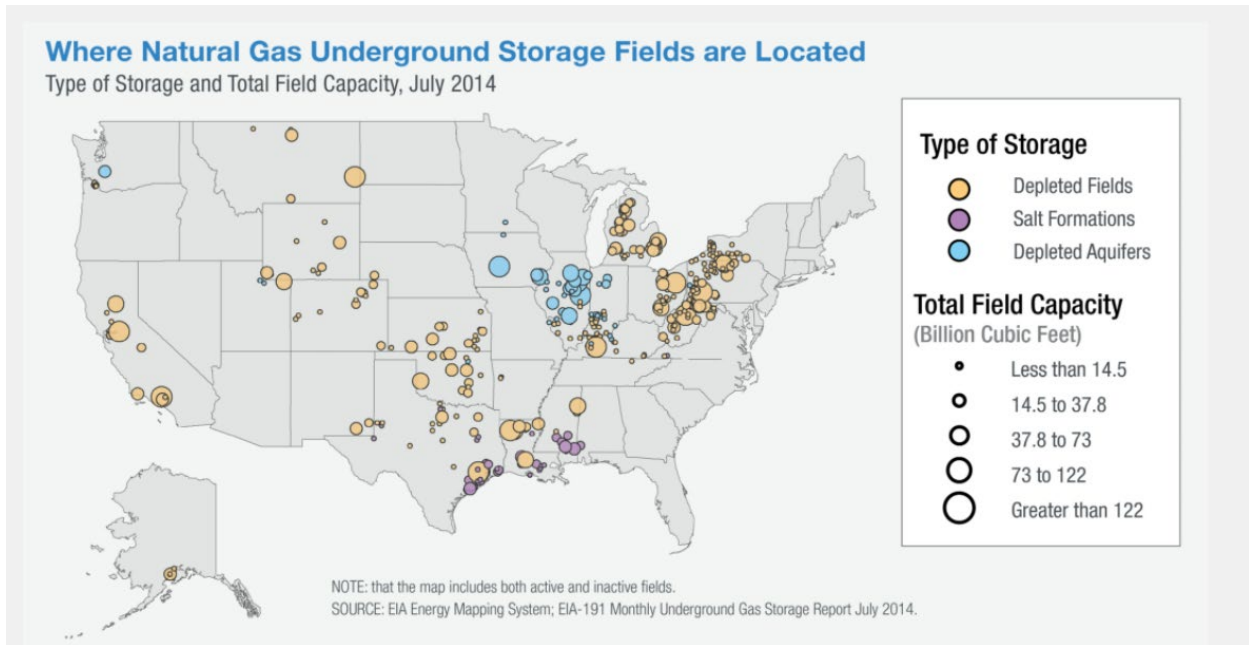 Where Natural Gas Underground Storage Fields are Located
Type of Storage and Total Field Capacity, July 2014
Type of Storage
Depleted Fields
Salt Formations
Depleted Aquifers
Total Field Capacity
(Billion Cubic Feet)
Less than 14.5
14.5 to 37.8
37.8 to 73
73 to 122
Greater than 122
NOTE: that the map includes both active and inactive fields.
SOURCE: EIA Energy Mapping System; EIA-191 Monthly Underground Gas Storage Report July 2014.